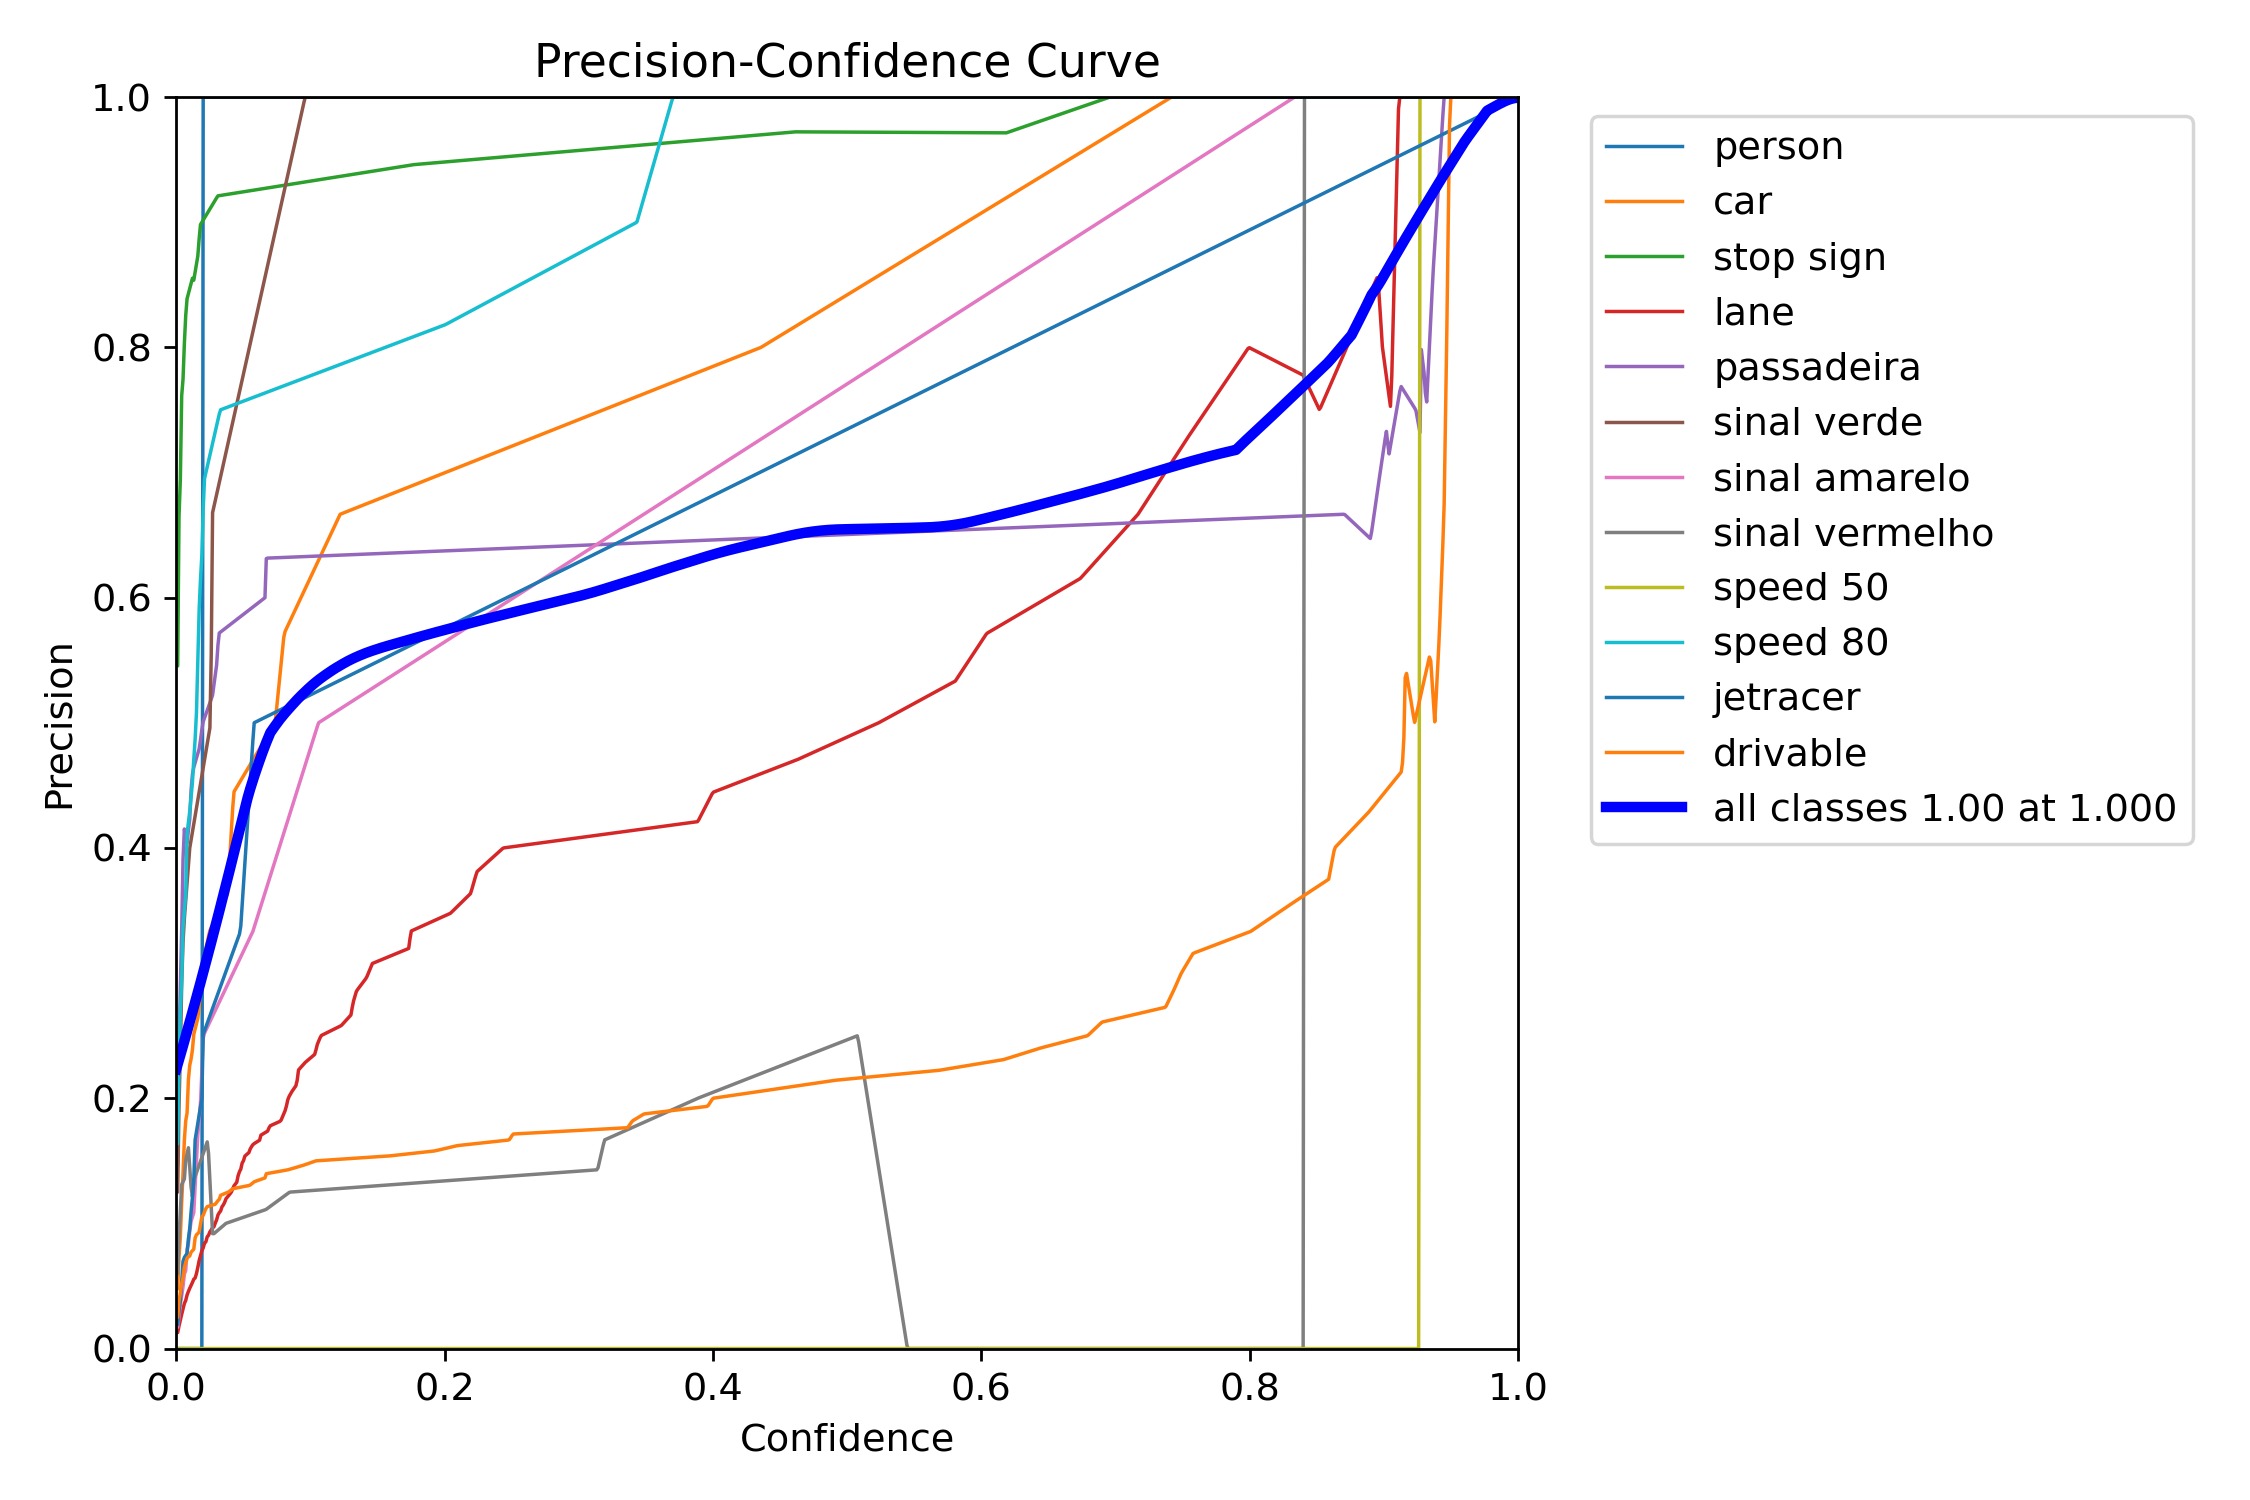 Precision-Confidence Curve
1.0
0.8
0.6
0.4
0.2
0.0
Precision
0.0 0.2 0.4 0.6 0.8 1.0
Confidence
person
car
stop sign
lane
passadeira
sinal verde
sinal amarelo
sinal vermelho
speed 50
speed 80
jetracer
drivable
all classes 1.00 at 1.000